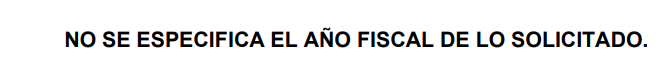 NO SE ESPECIFICA EL AÑO FISCAL DE LO SOLICITADO.